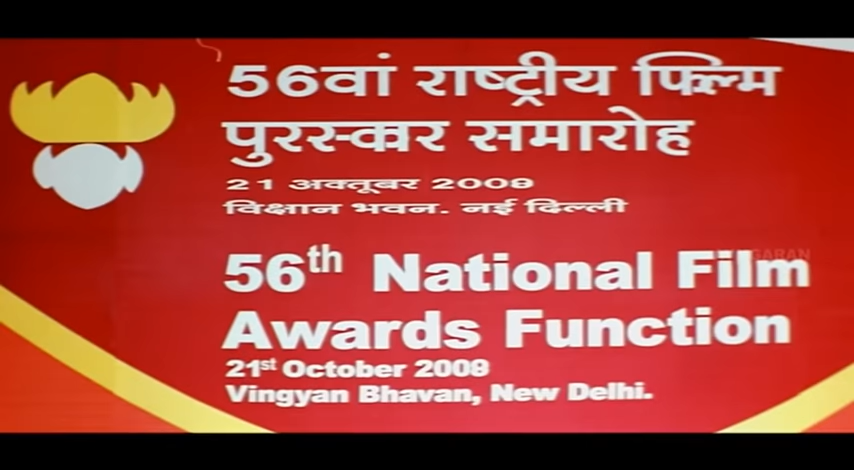 56वां राष्ट्रीय फिल्म
पुरस्कार समारोह
21 अक्तूबर 2008
विक्षान भवन. नई दिल्ली
56th National Film
Awards Function
21st October 2008
Vingyan Bhavan, New Delhi.